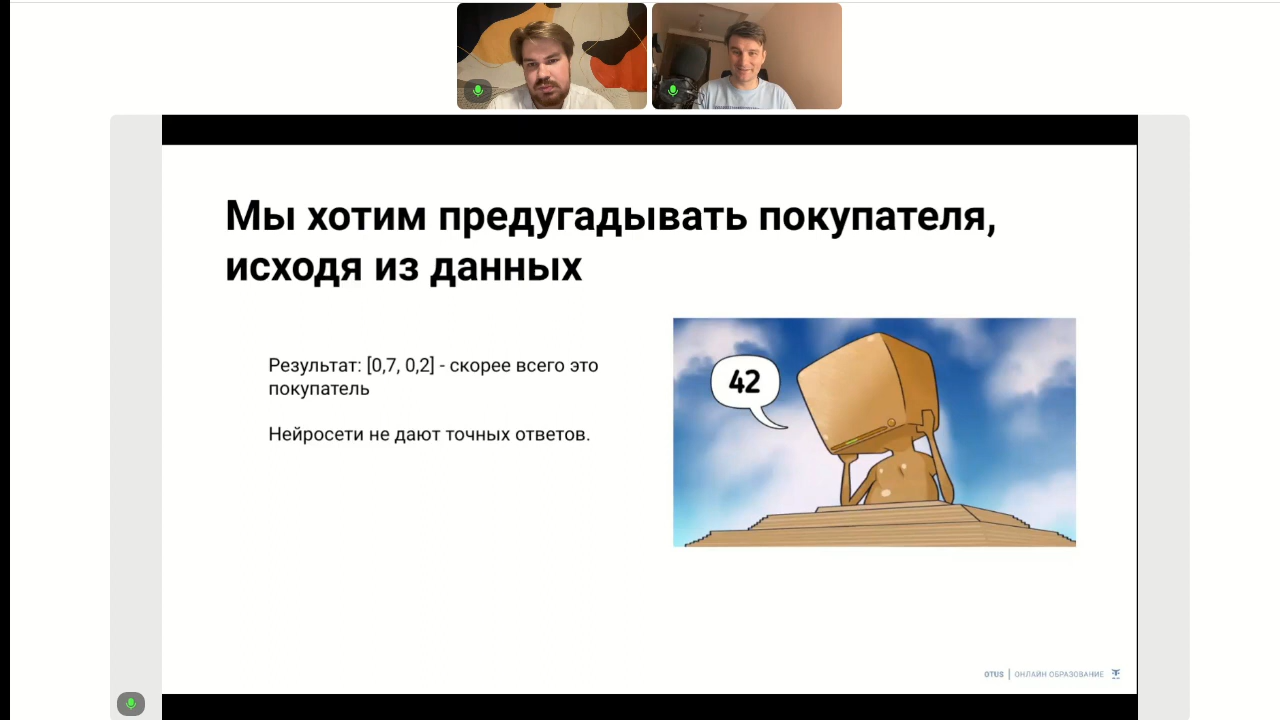 Мы хотим предугадывать покупателя,
исходя из данных
Результат: [0,7, 0,2] - скорее всего это
покупатель
Нейросети не дают точных ответов.
42
OTUS | ОНЛАЙН ОБРАЗОВАНИЕ